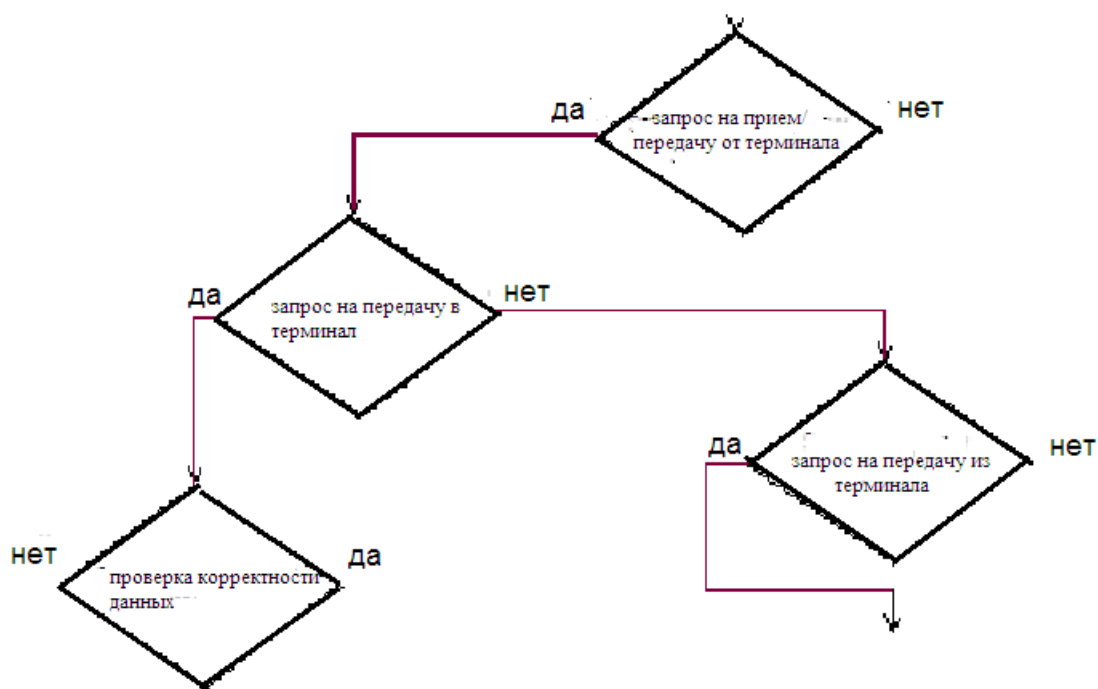 да
нет
запрос на прием/
передачу от терминала
да
нет
запрос на передачу в
терминал
да
нет
запрос на передачу из
терминала
нет
да
проверка корректности
данных